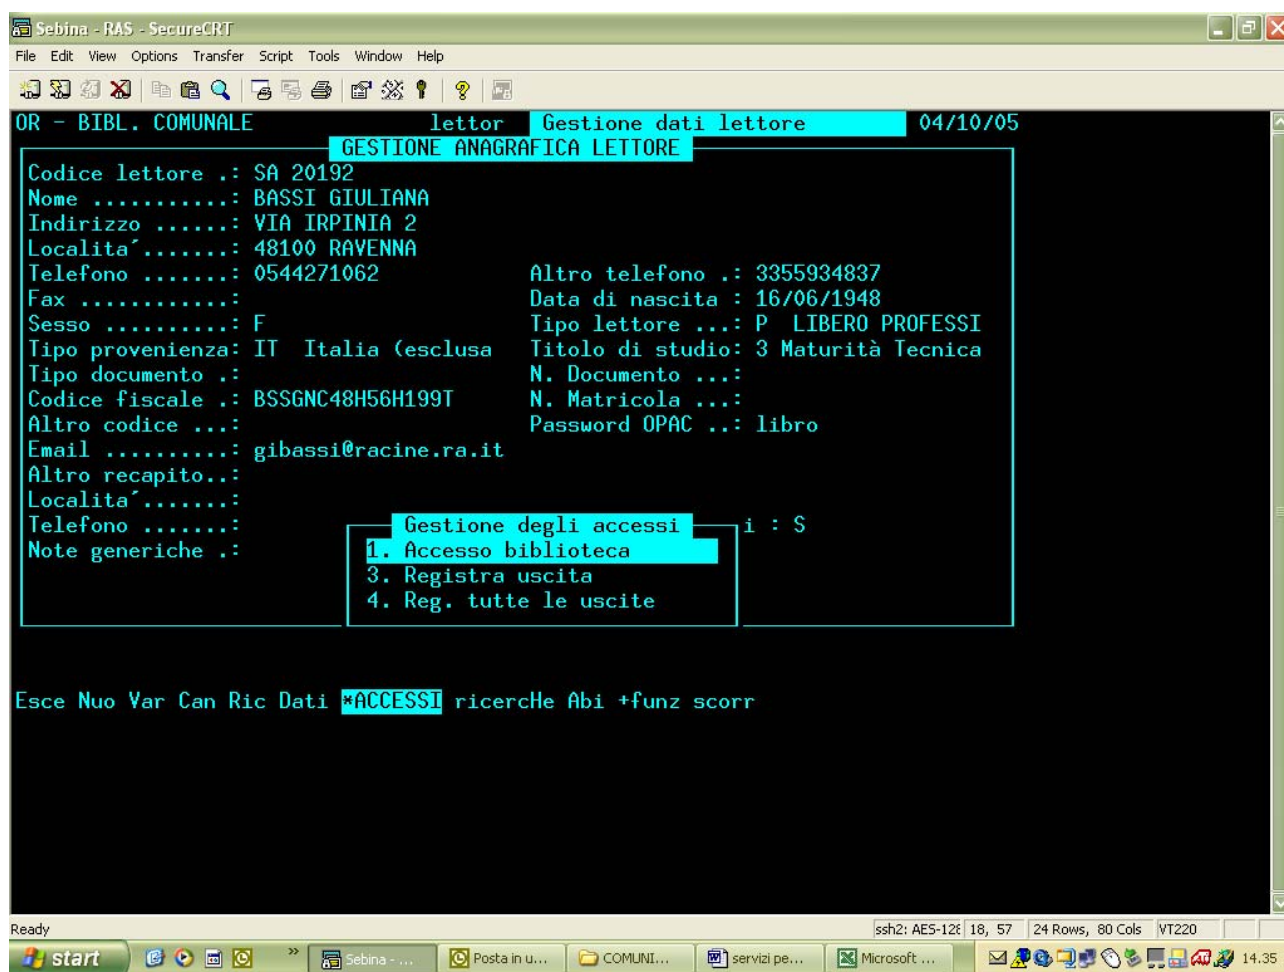 Sebina - RAS - SecureCRT
File Edit View Options Transfer Script Tools Window Help
OR - BIBL. COMUNALE lettor Gestione dati lettore 04/10/05
GESTIONE ANAGRAFICA LETTORE
Codice lettore .: SA 20192
Nome ...........: BASSI GIULIANA
Indirizzo ......: VIA IRPINIA 2
Localita´.......: 48100 RAVENNA
Telefono .......: 0544271062 Altro telefono .: 3355934837
Fax ............: Data di nascita : 16/06/1948
Sesso ..........: F Tipo lettore ...: P LIBERO PROFESSI
Tipo provenienza: IT Italia (esclusa Titolo di studio: 3 Maturità Tecnica
Tipo documento .: N. Documento ...:
Codice fiscale .: BSSGNC48H56H199T N. Matricola ...:
Altro codice ...: Password OPAC ..: libro
Email ..........: gibassi@racine.ra.it
Altro recapito..:
Localita´.......:
Telefono .......: Gestione degli accessi i : S
Note generiche .: 1. Accesso biblioteca
3. Registra uscita
4. Reg. tutte le uscite
Esce Nuo Var Can Ric Dati *ACCESSI ricercHe Abi +funz scorr
Ready ssh2: AES-128 18, 57 24 Rows, 80 Cols VT220
start Sebina - ... Posta in u... COMUNI... servizi pe... Microsoft ... 14.35